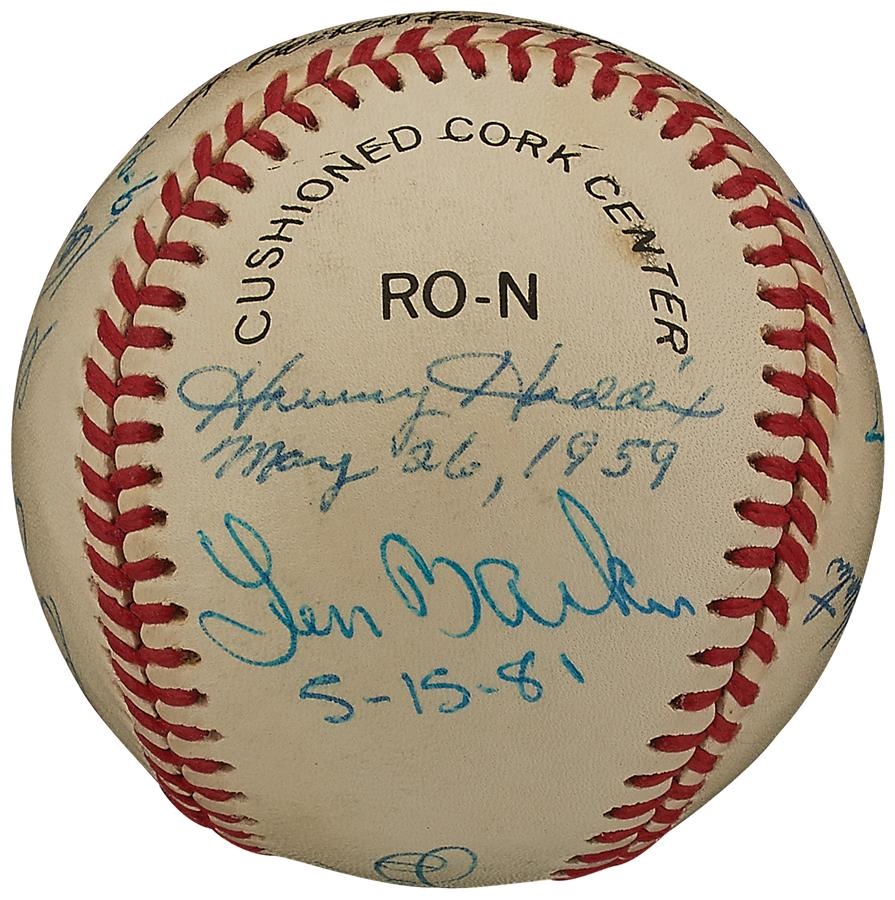 CUSHIONED CORK CENTER
RO-N
Harvey Haddix
May 26, 1959
Len Barker
5-15-81